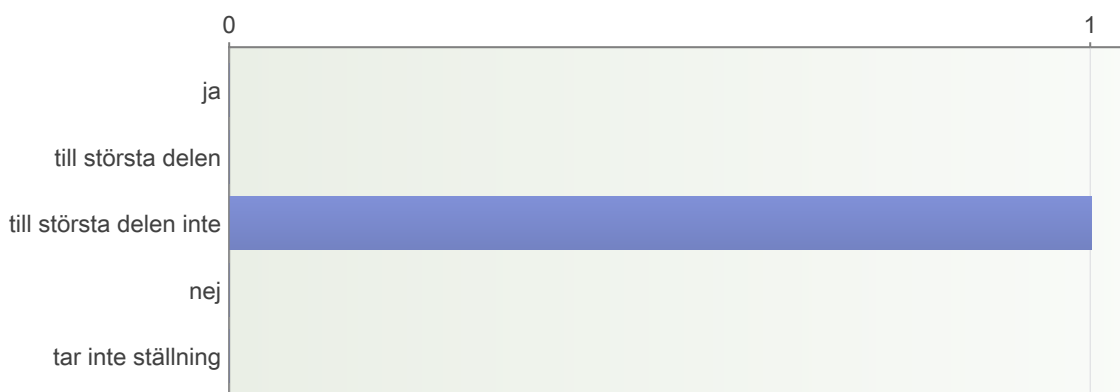 0 1
ja
till största delen
till största delen inte
nej
tar inte ställning